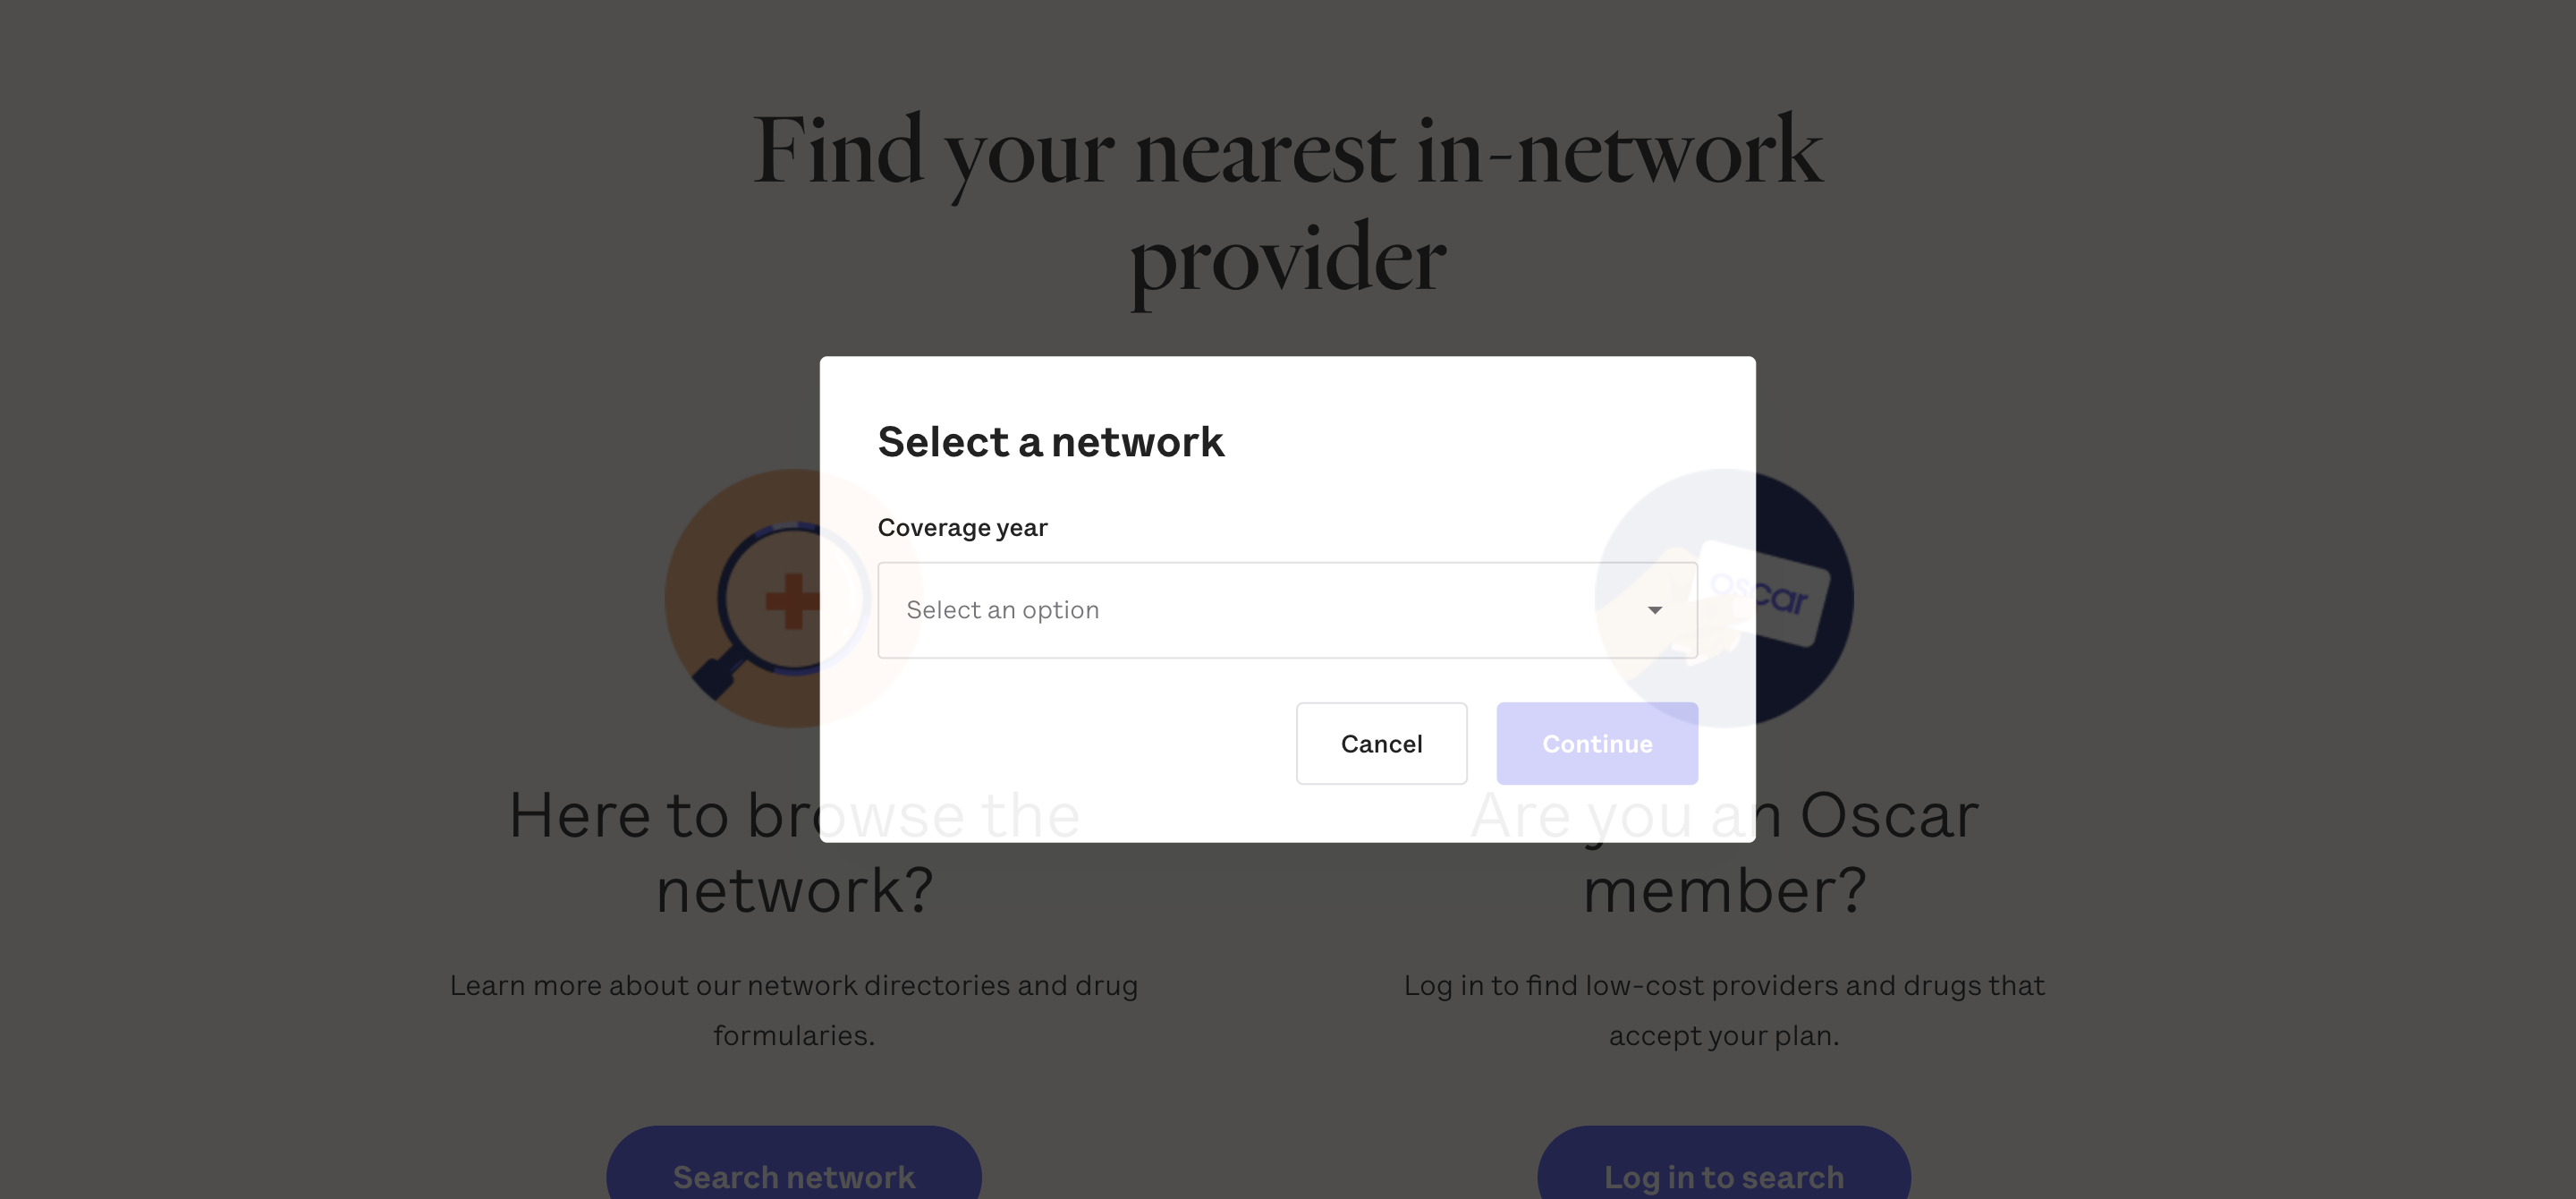 Find your nearest in-network
provider
Select a network
Coverage year
Select an option
Cancel
Continue
oscar
Here to browse the
network?
Learn more about our network directories and drug
formularies.
Search network
Are you an Oscar
member?
Log in to find low-cost providers and drugs that
accept your plan.
Log in to search